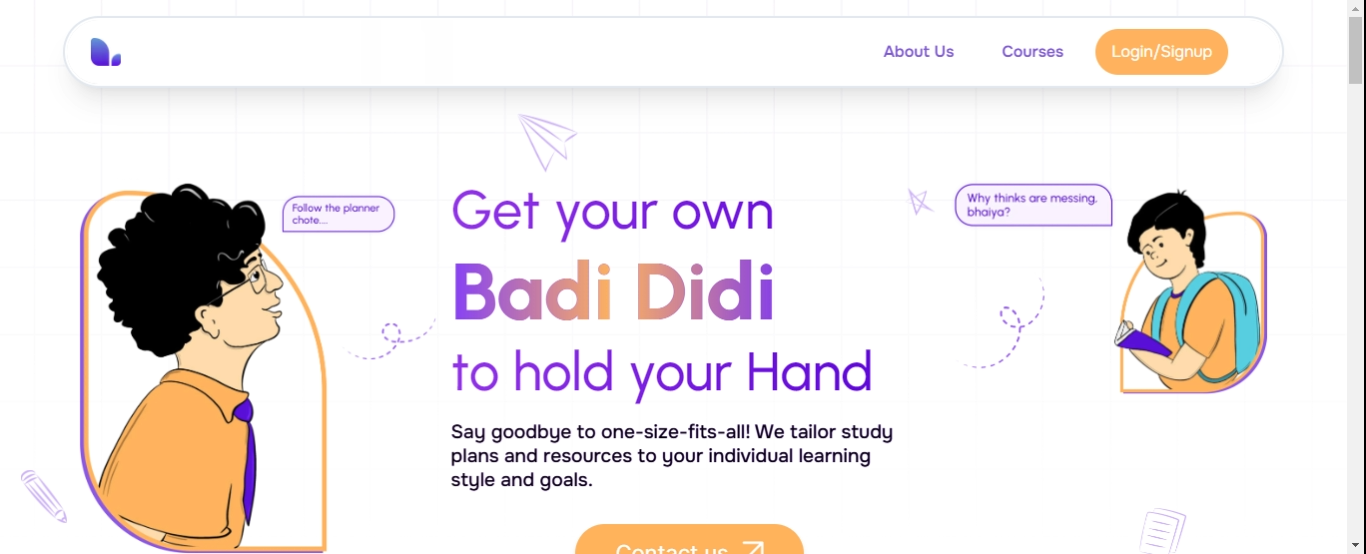 About Us
Courses
Login/Signup
Follow the planner
chote....
Get your own
Badi Didi
to hold your Hand
Why thinks are messing,
bhaiya?
Say goodbye to one-size-fits-all! We tailor study
plans and resources to your individual learning
style and goals.
Contact us